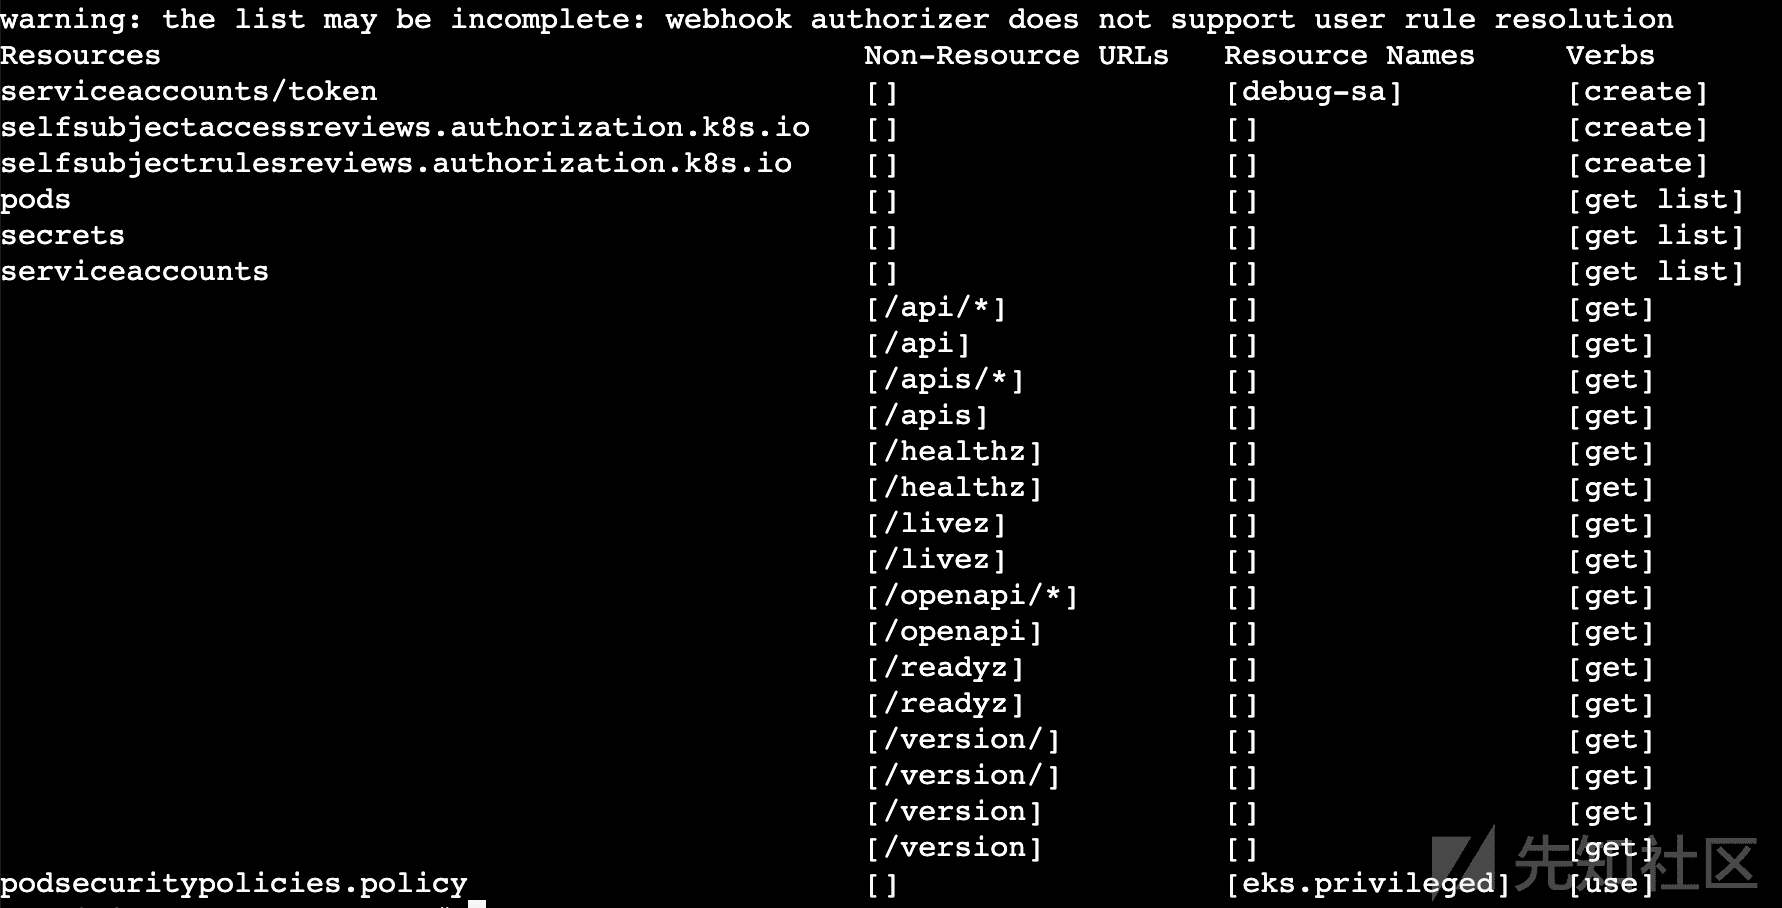 warning: the list may be incomplete: webhook authorizer does not support user rule resolution
Resources Non-Resource URLs Resource Names Verbs
serviceaccounts/token [] [debug-sa] [create]
selfsubjectaccessreviews.authorization.k8s.io [] [] [create]
selfsubjectrulesreviews.authorization.k8s.io [] [] [create]
pods [] [] [get list]
secrets [] [] [get list]
serviceaccounts [] [] [get list]
[/api/*] [] [get]
[/api] [] [get]
[/apis/*] [] [get]
[/apis] [] [get]
[/healthz] [] [get]
[/healthz] [] [get]
[/livez] [] [get]
[/livez] [] [get]
[/openapi/*] [] [get]
[/openapi] [] [get]
[/readyz] [] [get]
[/readyz] [] [get]
[/version/] [] [get]
[/version/] [] [get]
[/version] [] [get]
[/version] [] [get]
podsecuritypolicies.policy [] [eks.privileged] [use]
先知社区